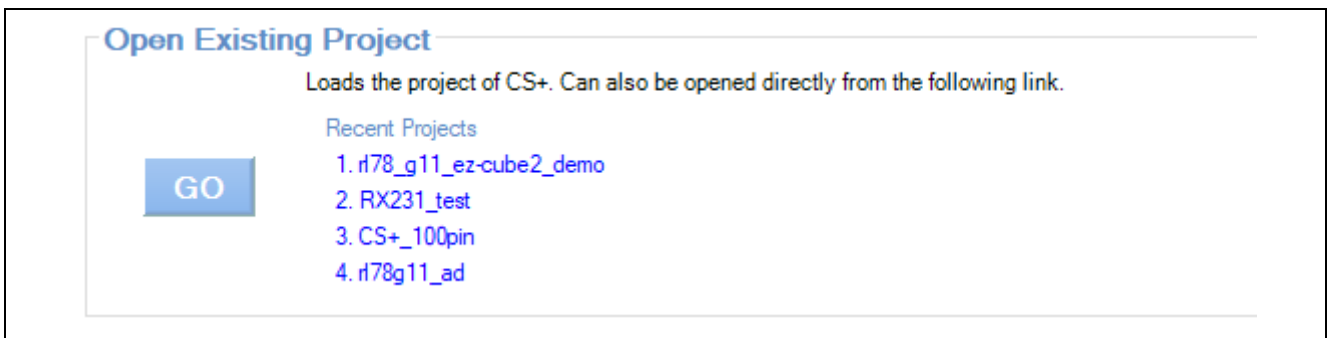 Open Existing Project
Loads the project of CS+. Can also be opened directly from the following link.
Recent Projects
GO
1. rl78_g11_ez-cube2_demo
2. RX231_test
3. CS+_100pin
4. rl78g11_ad